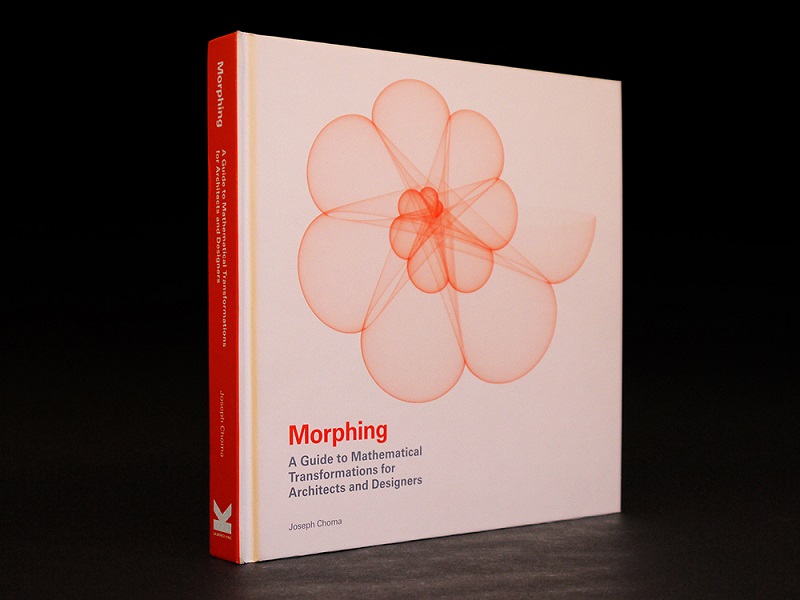 Morphing
A Guide to Mathematical Transformations
for Architects and Designers
Joseph Choma
Morphing
A Guide to Mathematical
Transformations for
Architects and Designers
Joseph Choma